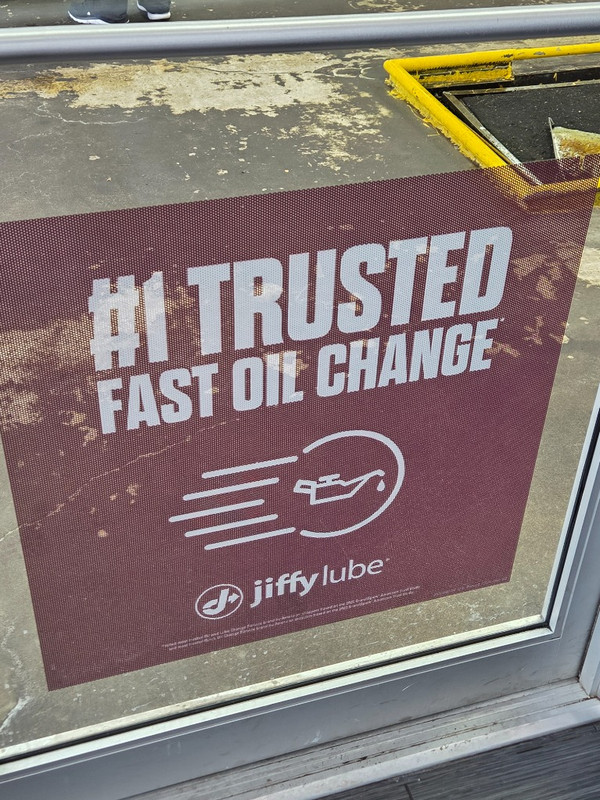 #1 TRUSTED
FAST OIL CHANGE*
jiffy lube